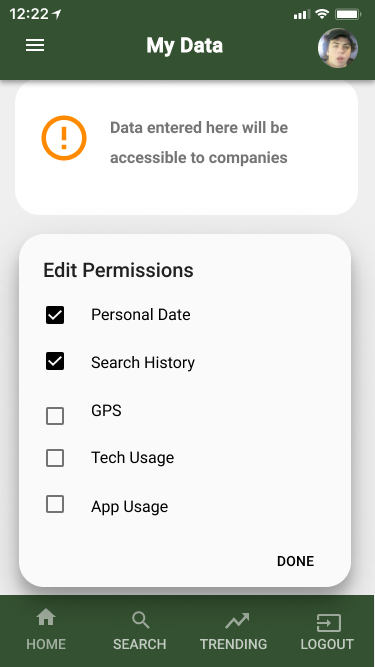 12:22
My Data
Data entered here will be
accessible to companies
Edit Permissions
Personal Date
Search History
GPS
Tech Usage
App Usage
DONE
HOME
SEARCH
TRENDING
LOGOUT